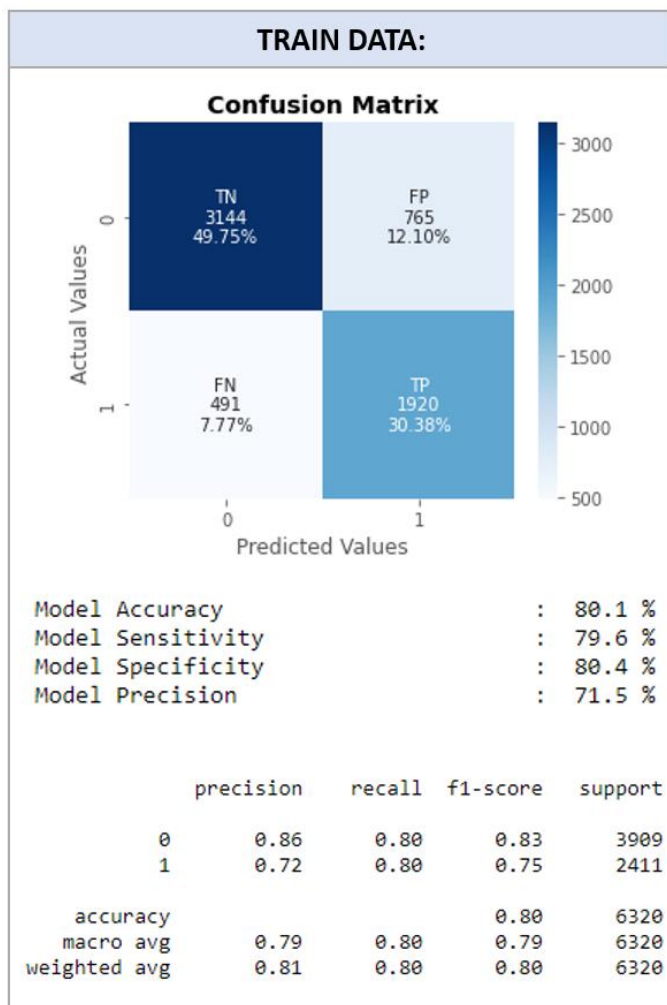 TRAIN DATA:
Confusion Matrix
TN
3144
49.75%
FP
765
12.10%
FN
491
7.77%
TP
1920
30.38%
0
1
Actual Values
0 1
Predicted Values
3000
2500
2000
1500
1000
500
Model Accuracy : 80.1 %
Model Sensitivity : 79.6 %
Model Specificity : 80.4 %
Model Precision : 71.5 %
precision recall f1-score support
0 0.86 0.80 0.83 3909
1 0.72 0.80 0.75 2411
accuracy 0.80 6320
macro avg 0.79 0.80 0.79 6320
weighted avg 0.81 0.80 0.80 6320